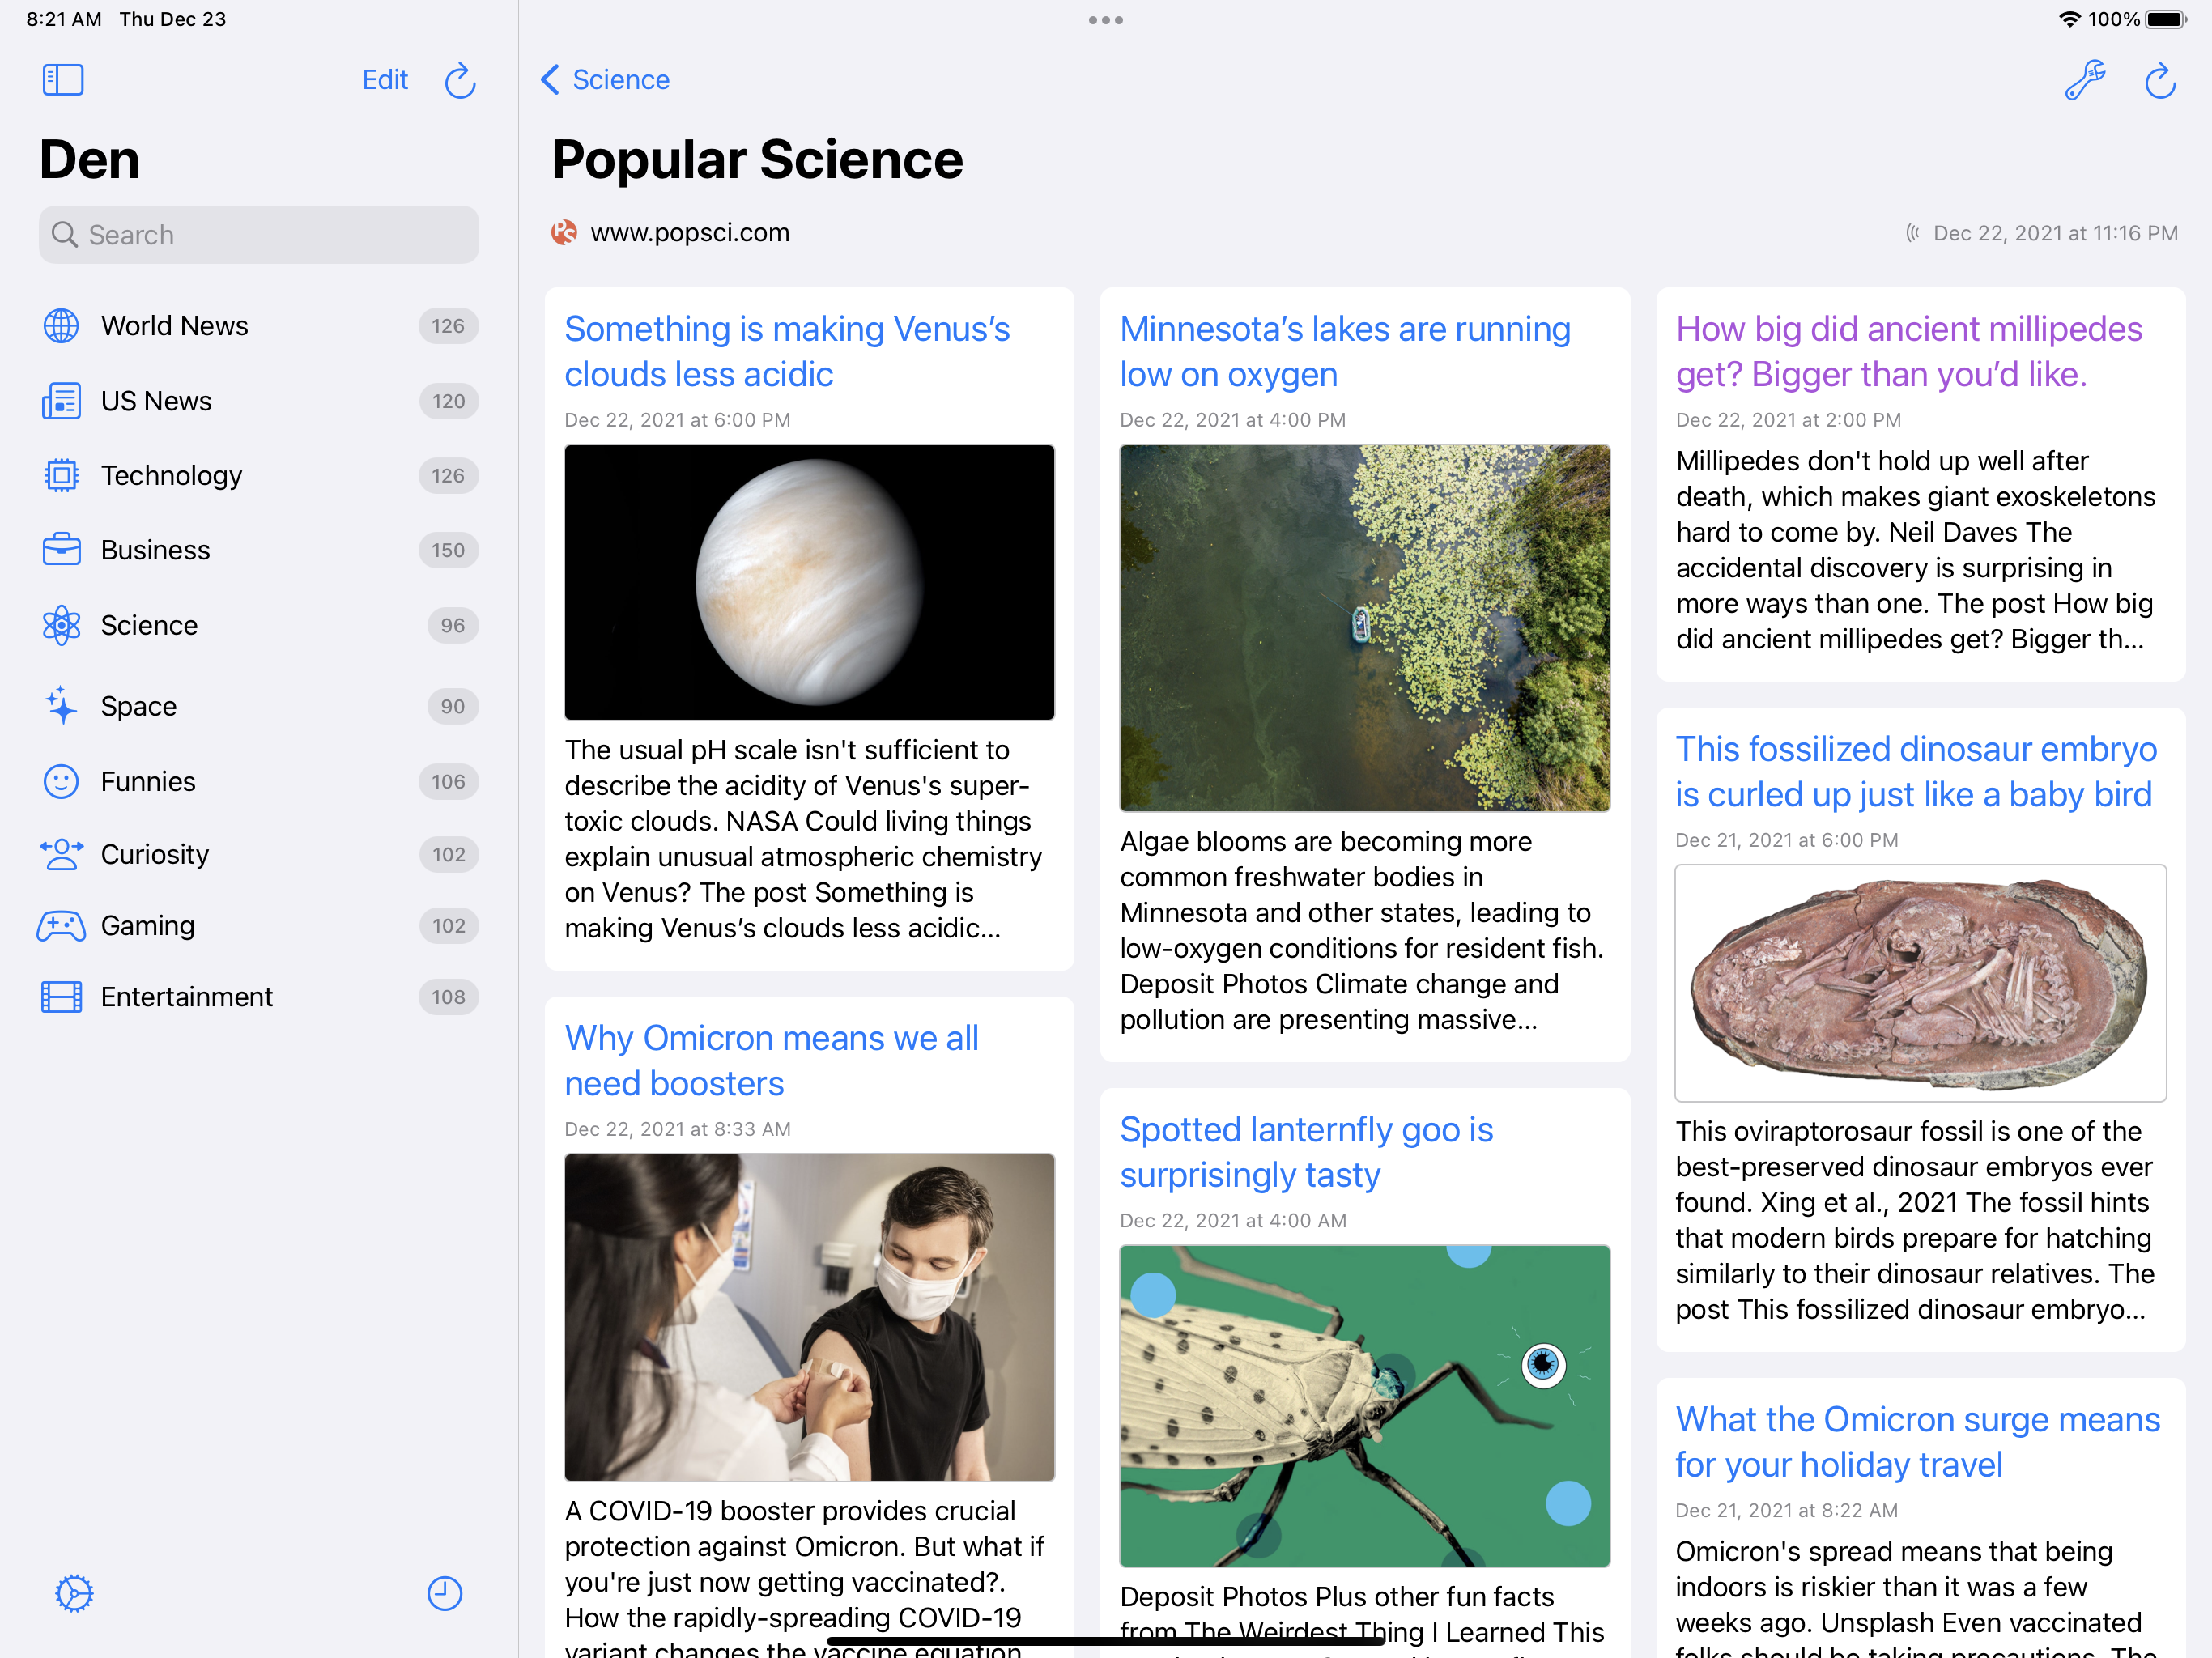 8:21 AM Thu Dec 23
100%
Edit
Den
Search
World News 126
US News 120
Technology 126
Business 150
Science 96
Space 90
Funnies 106
Curiosity 102
Gaming 102
Entertainment 108
Science
Popular Science
PS www.popsci.com
Dec 22, 2021 at 11:16 PM
Something is making Venus’s
clouds less acidic
Dec 22, 2021 at 6:00 PM
The usual pH scale isn't sufficient to
describe the acidity of Venus's super-
toxic clouds. NASA Could living things
explain unusual atmospheric chemistry
on Venus? The post Something is
making Venus’s clouds less acidic...
Why Omicron means we all
need boosters
Dec 22, 2021 at 8:33 AM
A COVID-19 booster provides crucial
protection against Omicron. But what if
you're just now getting vaccinated?.
How the rapidly-spreading COVID-19
variant changes the vaccine equation
Minnesota’s lakes are running
low on oxygen
Dec 22, 2021 at 4:00 PM
Algae blooms are becoming more
common freshwater bodies in
Minnesota and other states, leading to
low-oxygen conditions for resident fish.
Deposit Photos Climate change and
pollution are presenting massive...
Spotted lanternfly goo is
surprisingly tasty
Dec 22, 2021 at 4:00 AM
Deposit Photos Plus other fun facts
from The Weirdest Thing I Learned This
How big did ancient millipedes
get? Bigger than you’d like.
Dec 22, 2021 at 2:00 PM
Millipedes don't hold up well after
death, which makes giant exoskeletons
hard to come by. Neil Daves The
accidental discovery is surprising in
more ways than one. The post How big
did ancient millipedes get? Bigger th...
This fossilized dinosaur embryo
is curled up just like a baby bird
Dec 21, 2021 at 6:00 PM
This oviraptorosaur fossil is one of the
best-preserved dinosaur embryos ever
found. Xing et al., 2021 The fossil hints
that modern birds prepare for hatching
similarly to their dinosaur relatives. The
post This fossilized dinosaur embryo...
What the Omicron surge means
for your holiday travel
Dec 21, 2021 at 8:22 AM
Omicron's spread means that being
indoors is riskier than it was a few
weeks ago. Unsplash Even vaccinated
folks should be taking precautions. The